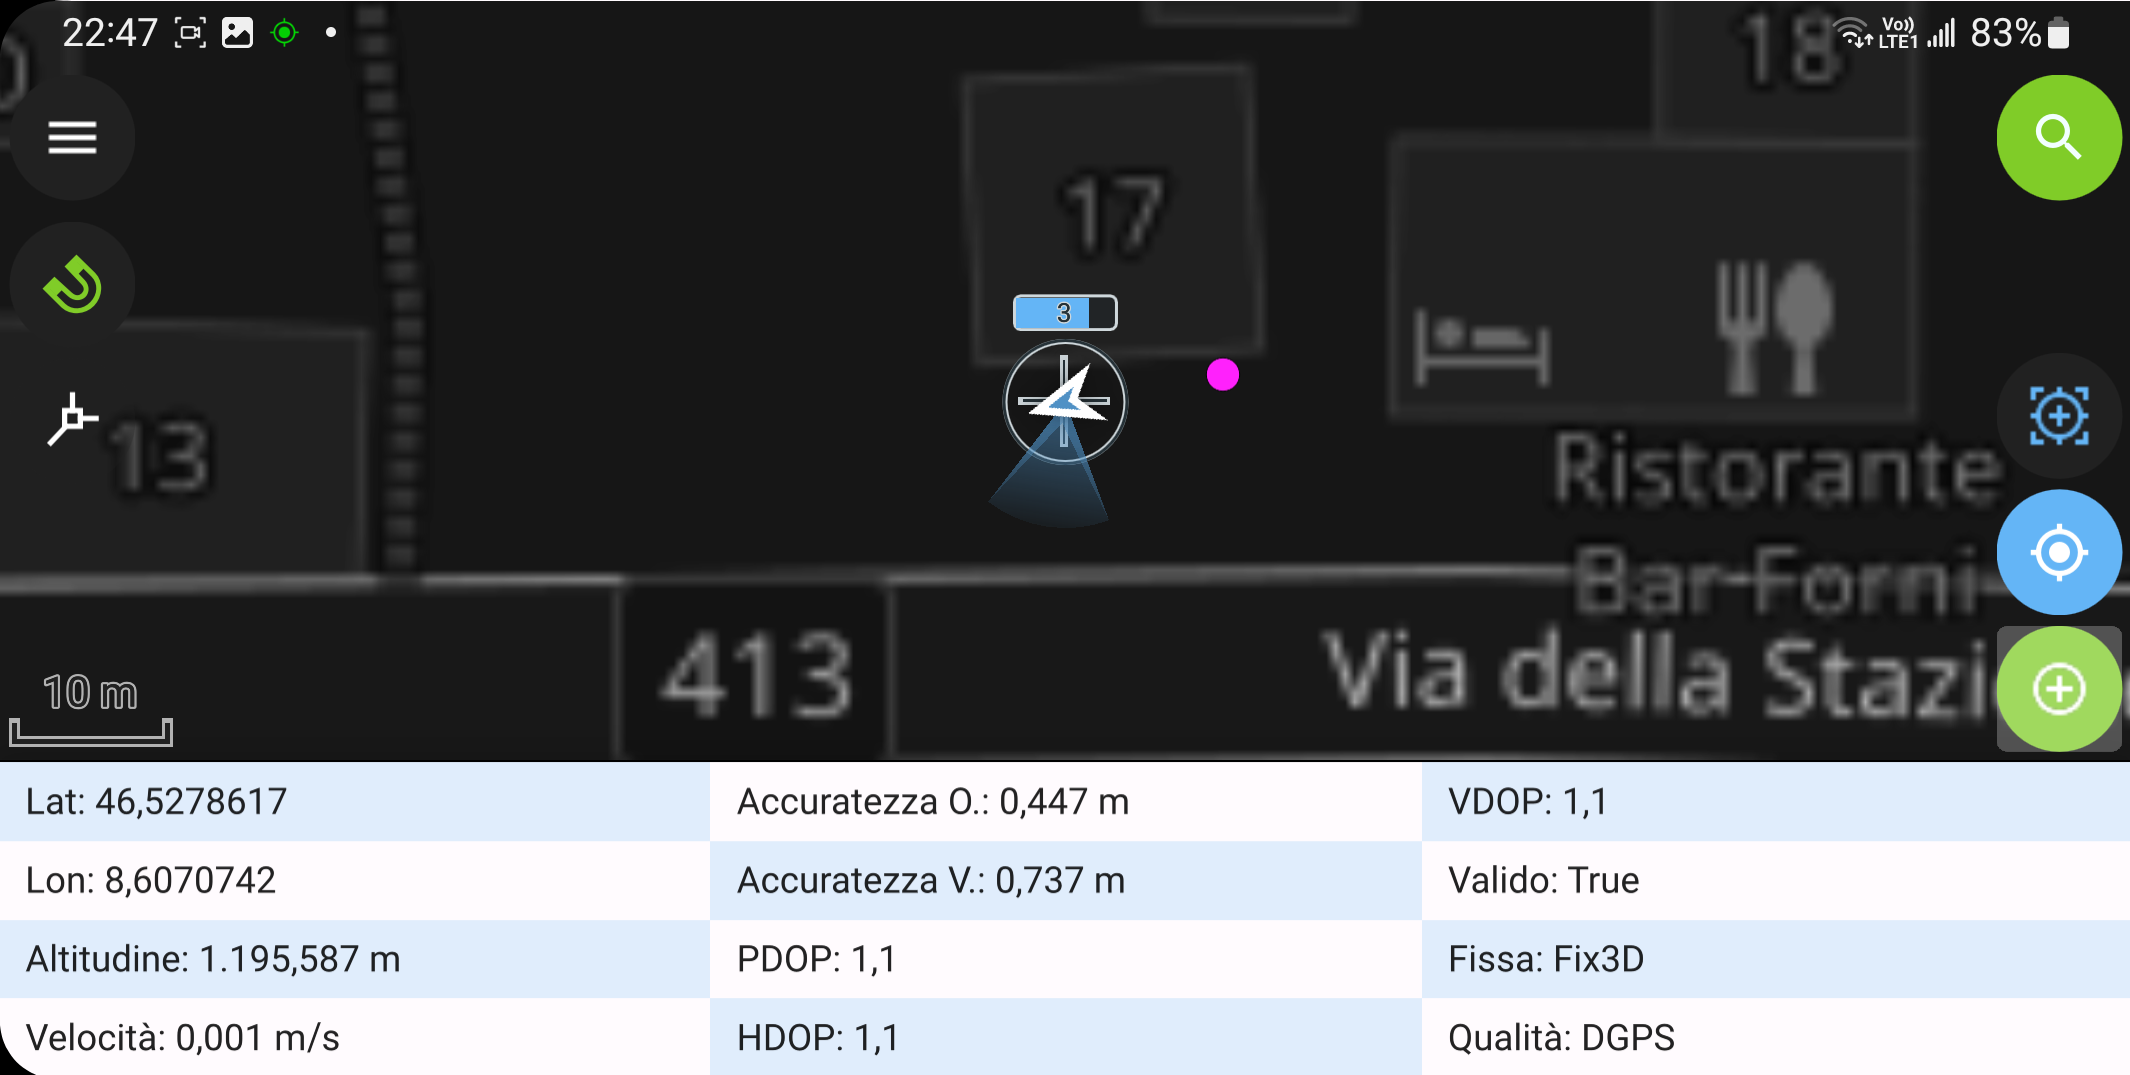 22:47
Vo)) LTE1 83%
18
17
3
13
Ristorante
Bar Forni
413
Via della Stazi
10 m
Lat: 46,5278617
Accuratezza O.: 0,447 m
VDOP: 1,1
Lon: 8,6070742
Accuratezza V.: 0,737 m
Valido: True
Altitudine: 1.195,587 m
PDOP: 1,1
Fissa: Fix3D
Velocità: 0,001 m/s
HDOP: 1,1
Qualità: DGPS